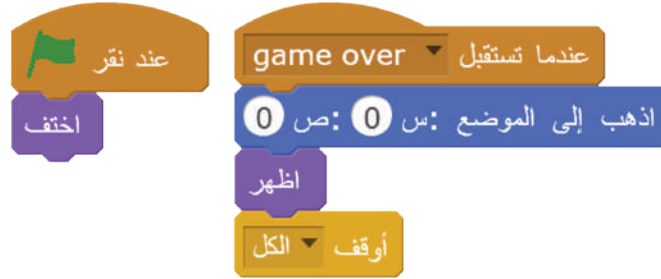 عند نقر
اختف
عندما تستقبل game over
اذهب إلى الموضع :س 0 :ص 0
اظهر
أوقف الكل